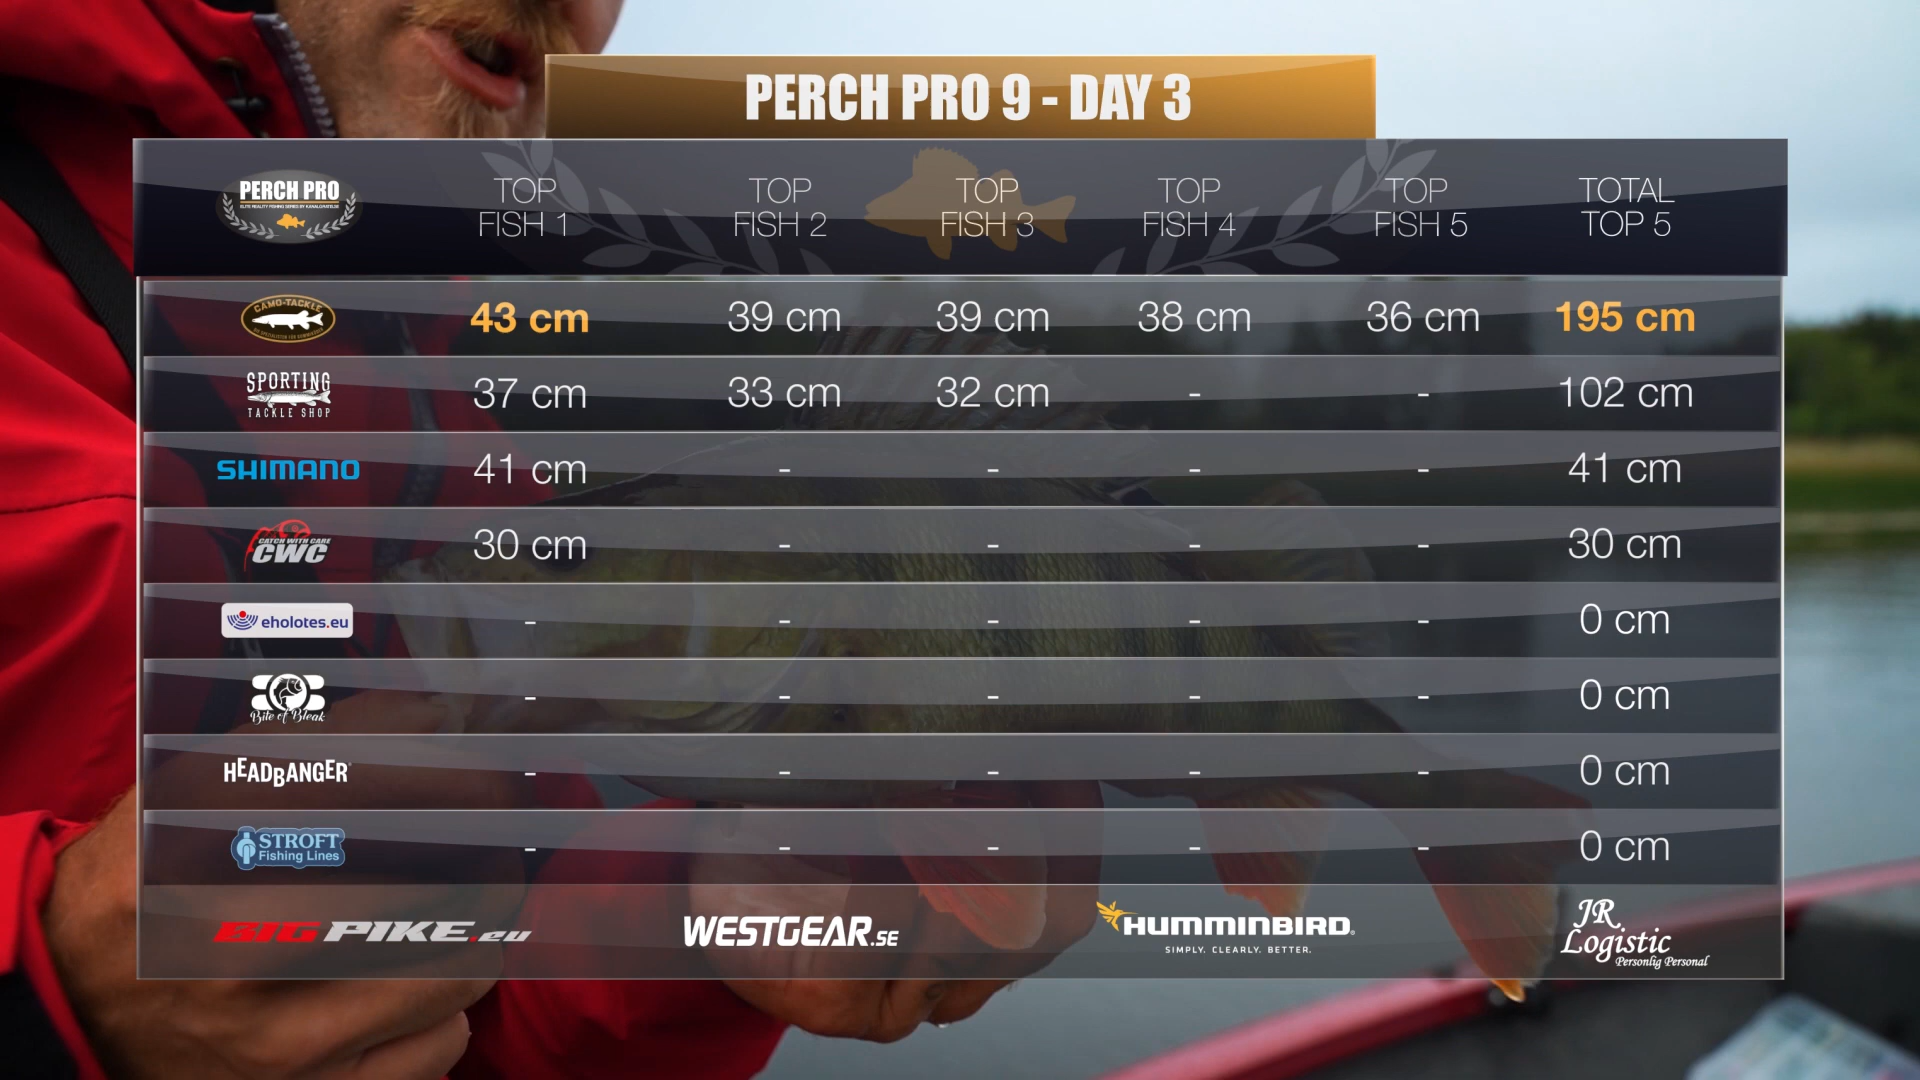 PERCH PRO 9 - DAY 3
PERCH PRO
TOP FISH 1
TOP FISH 2
TOP FISH 3
TOP FISH 4
TOP FISH 5
TOTAL TOP 5
CAMO-TACKLE
43 cm 39 cm 39 cm 38 cm 36 cm 195 cm
SPORTING
TACKLE SHOP
37 cm 33 cm 32 cm - - 102 cm
SHIMANO 41 cm - - - - 41 cm
CATCH WITH CARE
CWC
30 cm - - - - 30 cm
eholotes.eu - - - - - 0 cm
Bite of Bleak
- - - - - 0 cm
HEADBANGER - - - - - 0 cm
STROFT
Fishing Lines
- - - - - 0 cm
BIG PIKE.eu
WESTGEAR.SE
HUMMINBIRD
SIMPLY. CLEARLY. BETTER.
JR
Logistic
Personlig Personal